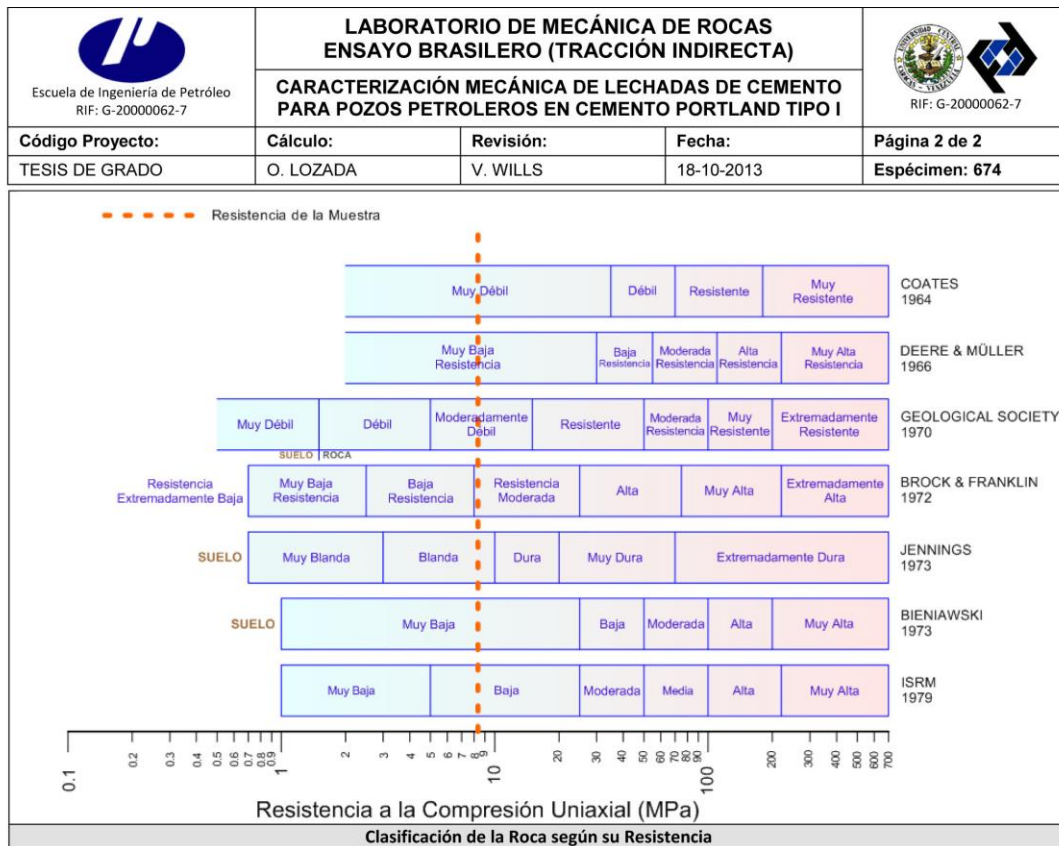 Escuela de Ingeniería de Petróleo
RIF: G-20000062-7
LABORATORIO DE MECÁNICA DE ROCAS
ENSAYO BRASILERO (TRACCIÓN INDIRECTA)
CARACTERIZACIÓN MECÁNICA DE LECHADAS DE CEMENTO
PARA POZOS PETROLEROS EN CEMENTO PORTLAND TIPO I
UNIVERSIDAD CENTRAL
CARACAS - VENEZUELA
RIF: G-20000062-7
Código Proyecto: Cálculo: Revisión: Fecha: Página 2 de 2
TESIS DE GRADO O. LOZADA V. WILLS 18-10-2013 Espécimen: 674
Resistencia de la Muestra
Muy Débil Débil Resistente Muy
Resistente
COATES
1964
Muy Baja
Resistencia
Baja
Resistencia
Moderada
Resistencia
Alta
Resistencia
Muy Alta
Resistencia
DEERE & MÜLLER
1966
Muy Débil Débil Moderadamente
Débil
Resistente
Moderada
Resistencia
Muy
Resistente
Extremadamente
Resistente
GEOLOGICAL SOCIETY
1970
SUELO ROCA
Resistencia
Extremadamente Baja
Muy Baja
Resistencia
Baja
Resistencia
Resistencia
Moderada
Alta Muy Alta Extremadamente
Alta
BROCK & FRANKLIN
1972
SUELO Muy Blanda Blanda Dura Muy Dura Extremadamente Dura
JENNINGS
1973
SUELO Muy Baja Baja Moderada Alta Muy Alta
BIENIAWSKI
1973
Muy Baja Baja Moderada Media Alta Muy Alta
ISRM
1979
0.1 0.2 0.3 0.4 0.5 0.6 0.7 0.8 0.9 1 2 3 4 5 6 7 8 9 10 20 30 40 50 60 70 80 90 100 200 300 400 500 600 700
Resistencia a la Compresión Uniaxial (MPa)
Clasificación de la Roca según su Resistencia